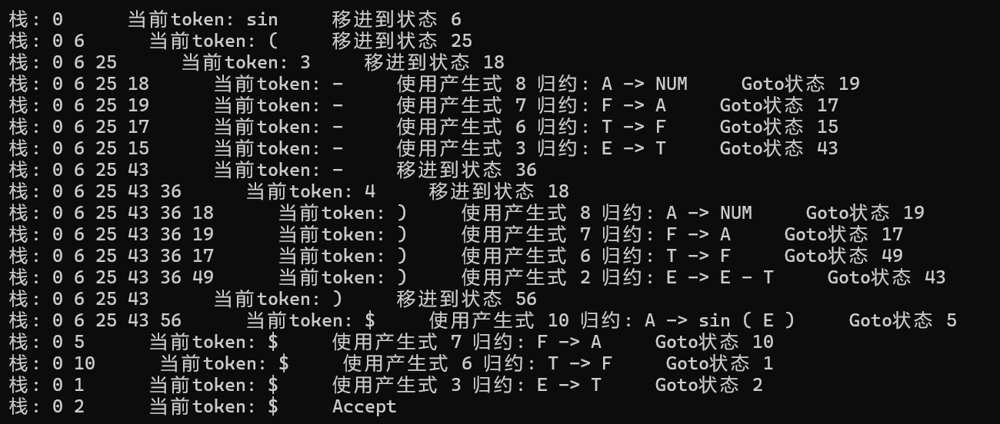 栈: 0      当前token: sin     移进到状态 6
栈: 0 6      当前token: (     移进到状态 25
栈: 0 6 25      当前token: 3     移进到状态 18
栈: 0 6 25 18      当前token: -     使用产生式 8 归约: A -> NUM     Goto状态 19
栈: 0 6 25 19      当前token: -     使用产生式 7 归约: F -> A     Goto状态 17
栈: 0 6 25 17      当前token: -     使用产生式 6 归约: T -> F     Goto状态 15
栈: 0 6 25 15      当前token: -     使用产生式 3 归约: E -> T     Goto状态 43
栈: 0 6 25 43      当前token: -     移进到状态 36
栈: 0 6 25 43 36      当前token: 4     移进到状态 18
栈: 0 6 25 43 36 18      当前token: )     使用产生式 8 归约: A -> NUM     Goto状态 19
栈: 0 6 25 43 36 19      当前token: )     使用产生式 7 归约: F -> A     Goto状态 17
栈: 0 6 25 43 36 17      当前token: )     使用产生式 6 归约: T -> F     Goto状态 49
栈: 0 6 25 43 36 49      当前token: )     使用产生式 2 归约: E -> E - T     Goto状态 43
栈: 0 6 25 43      当前token: )     移进到状态 56
栈: 0 6 25 43 56      当前token: $     使用产生式 10 归约: A -> sin ( E )     Goto状态 5
栈: 0 5      当前token: $     使用产生式 7 归约: F -> A     Goto状态 10
栈: 0 10      当前token: $     使用产生式 6 归约: T -> F     Goto状态 1
栈: 0 1      当前token: $     使用产生式 3 归约: E -> T     Goto状态 2
栈: 0 2      当前token: $     Accept